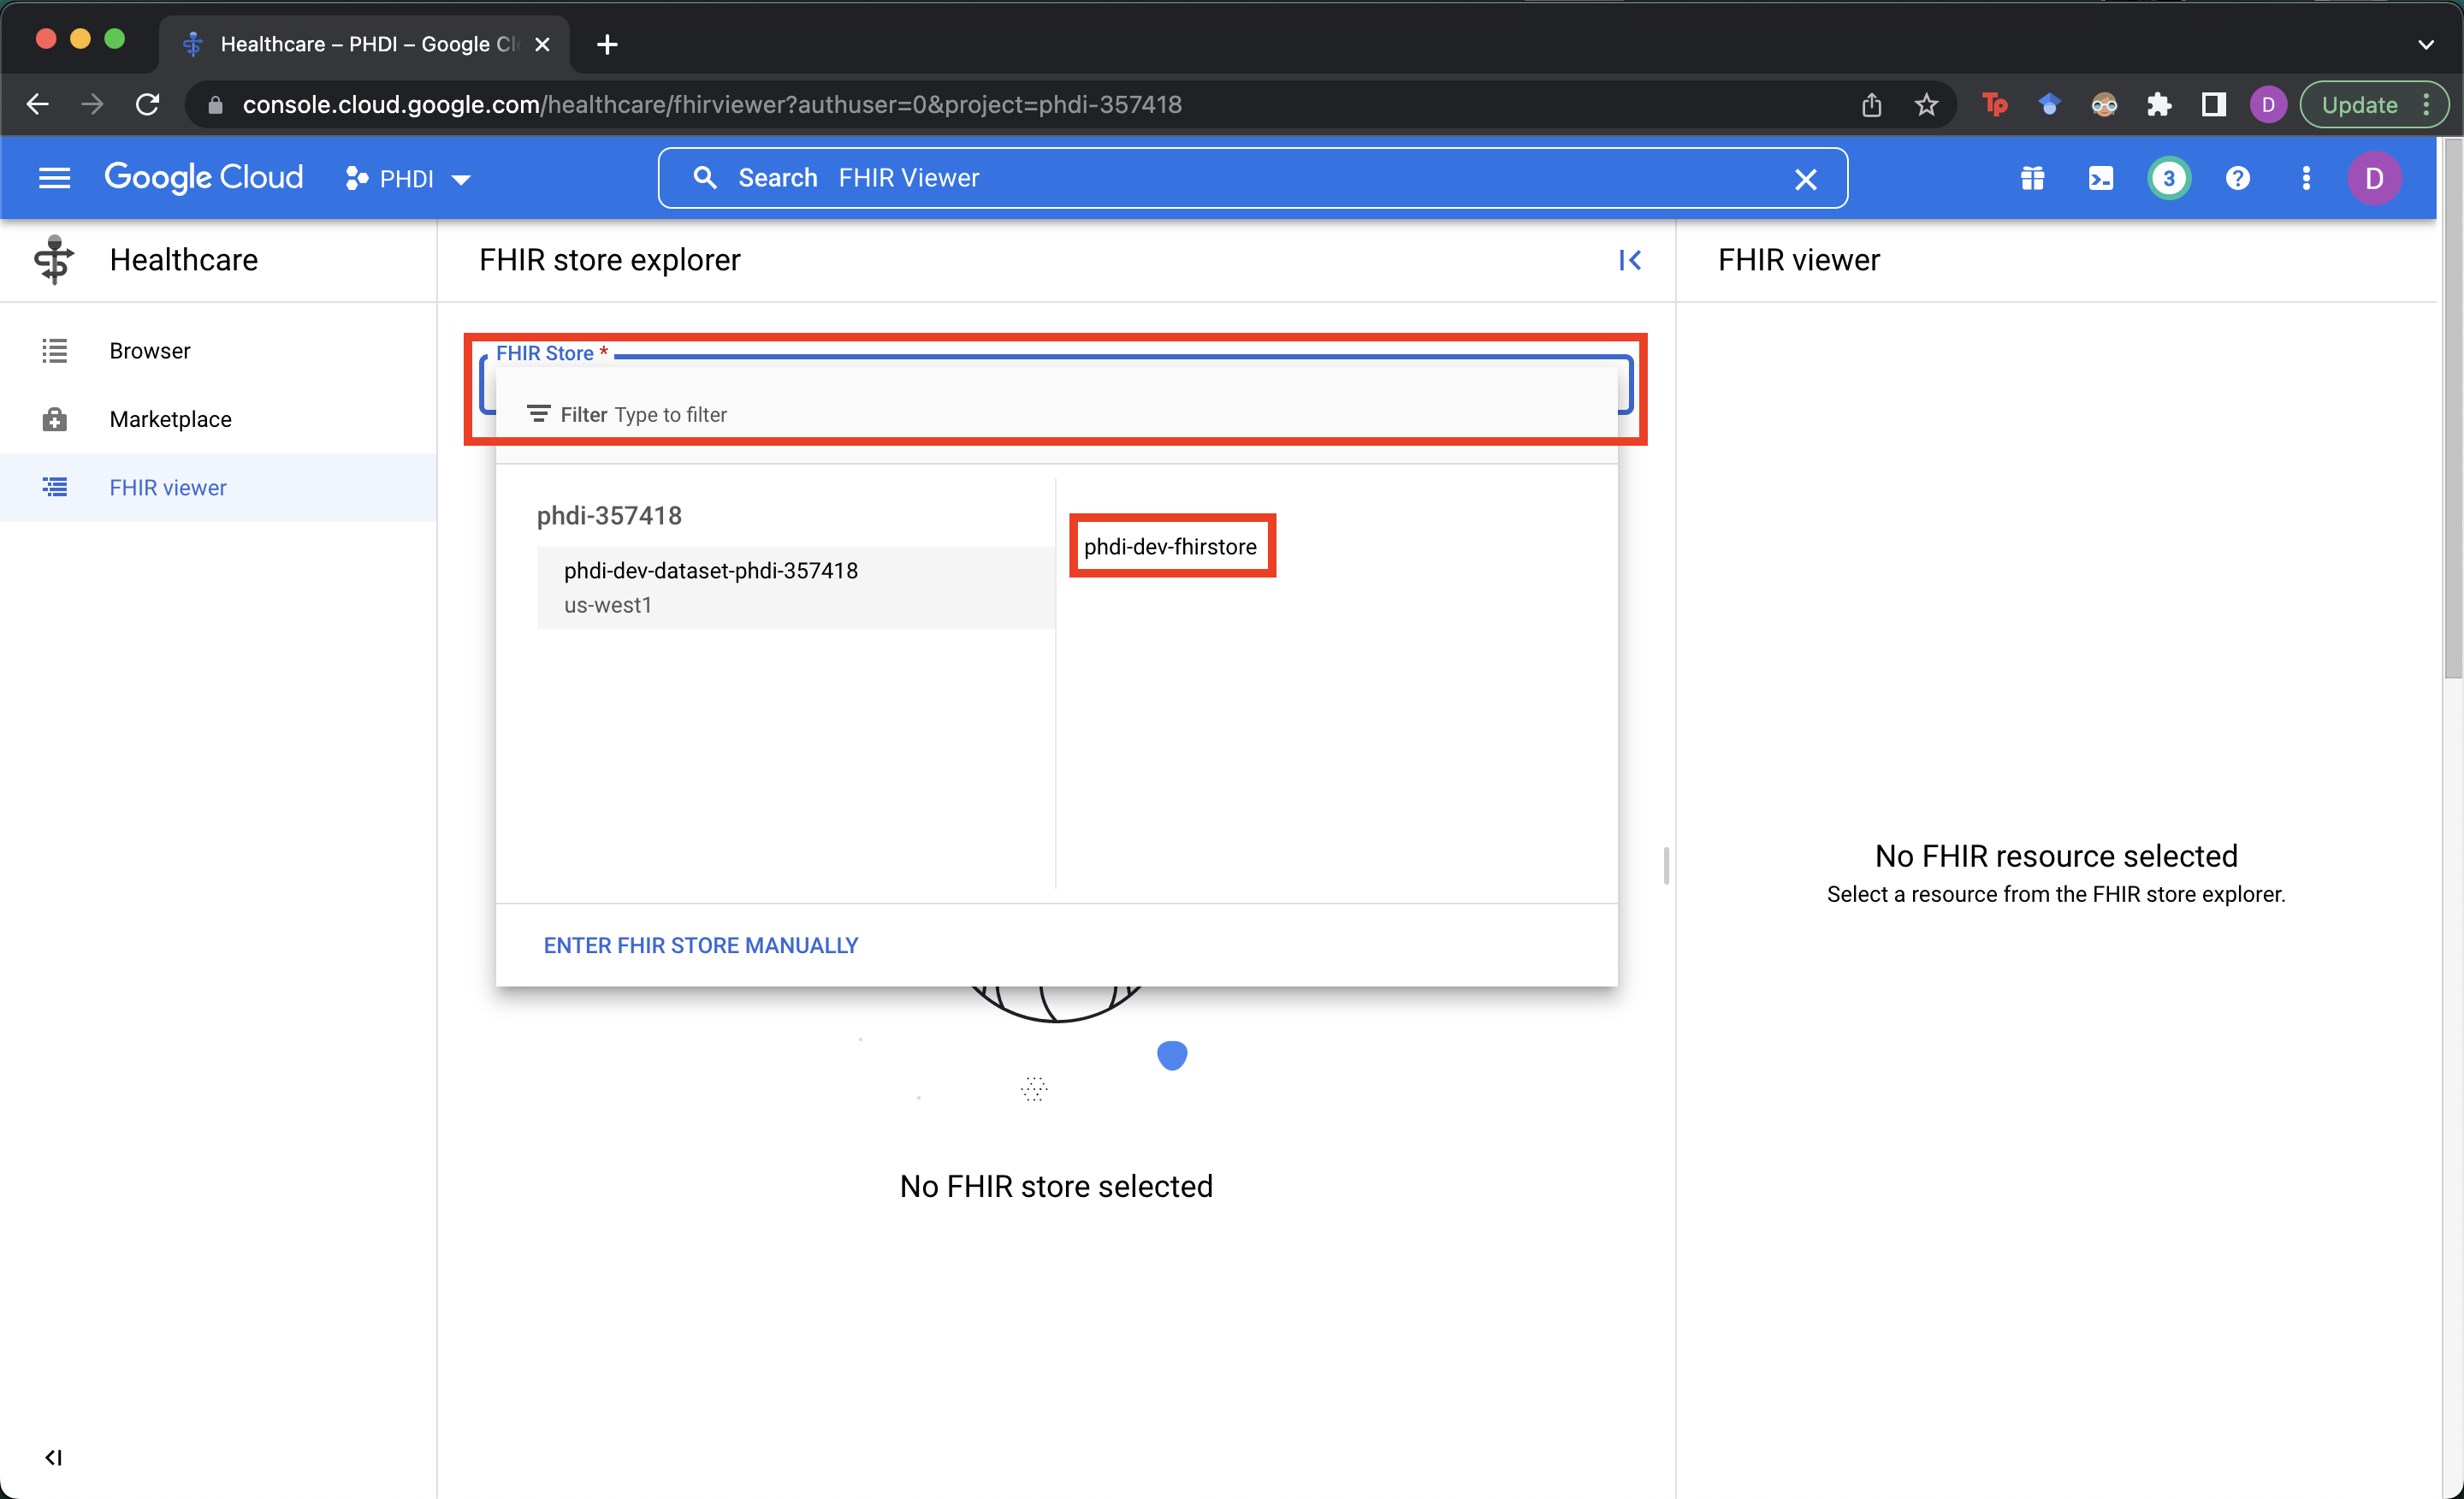 Healthcare – PHDI – Google Cl
console.cloud.google.com/healthcare/fhirviewer?authuser=0&project=phdi-357418
Tp
D
Update
Google Cloud
PHDI
Search FHIR Viewer
3
?
D
Healthcare
FHIR store explorer
FHIR viewer
Browser
Marketplace
FHIR viewer
FHIR Store *
Filter Type to filter
phdi-357418
phdi-dev-dataset-phdi-357418
us-west1
phdi-dev-fhirstore
ENTER FHIR STORE MANUALLY
No FHIR store selected
No FHIR resource selected
Select a resource from the FHIR store explorer.